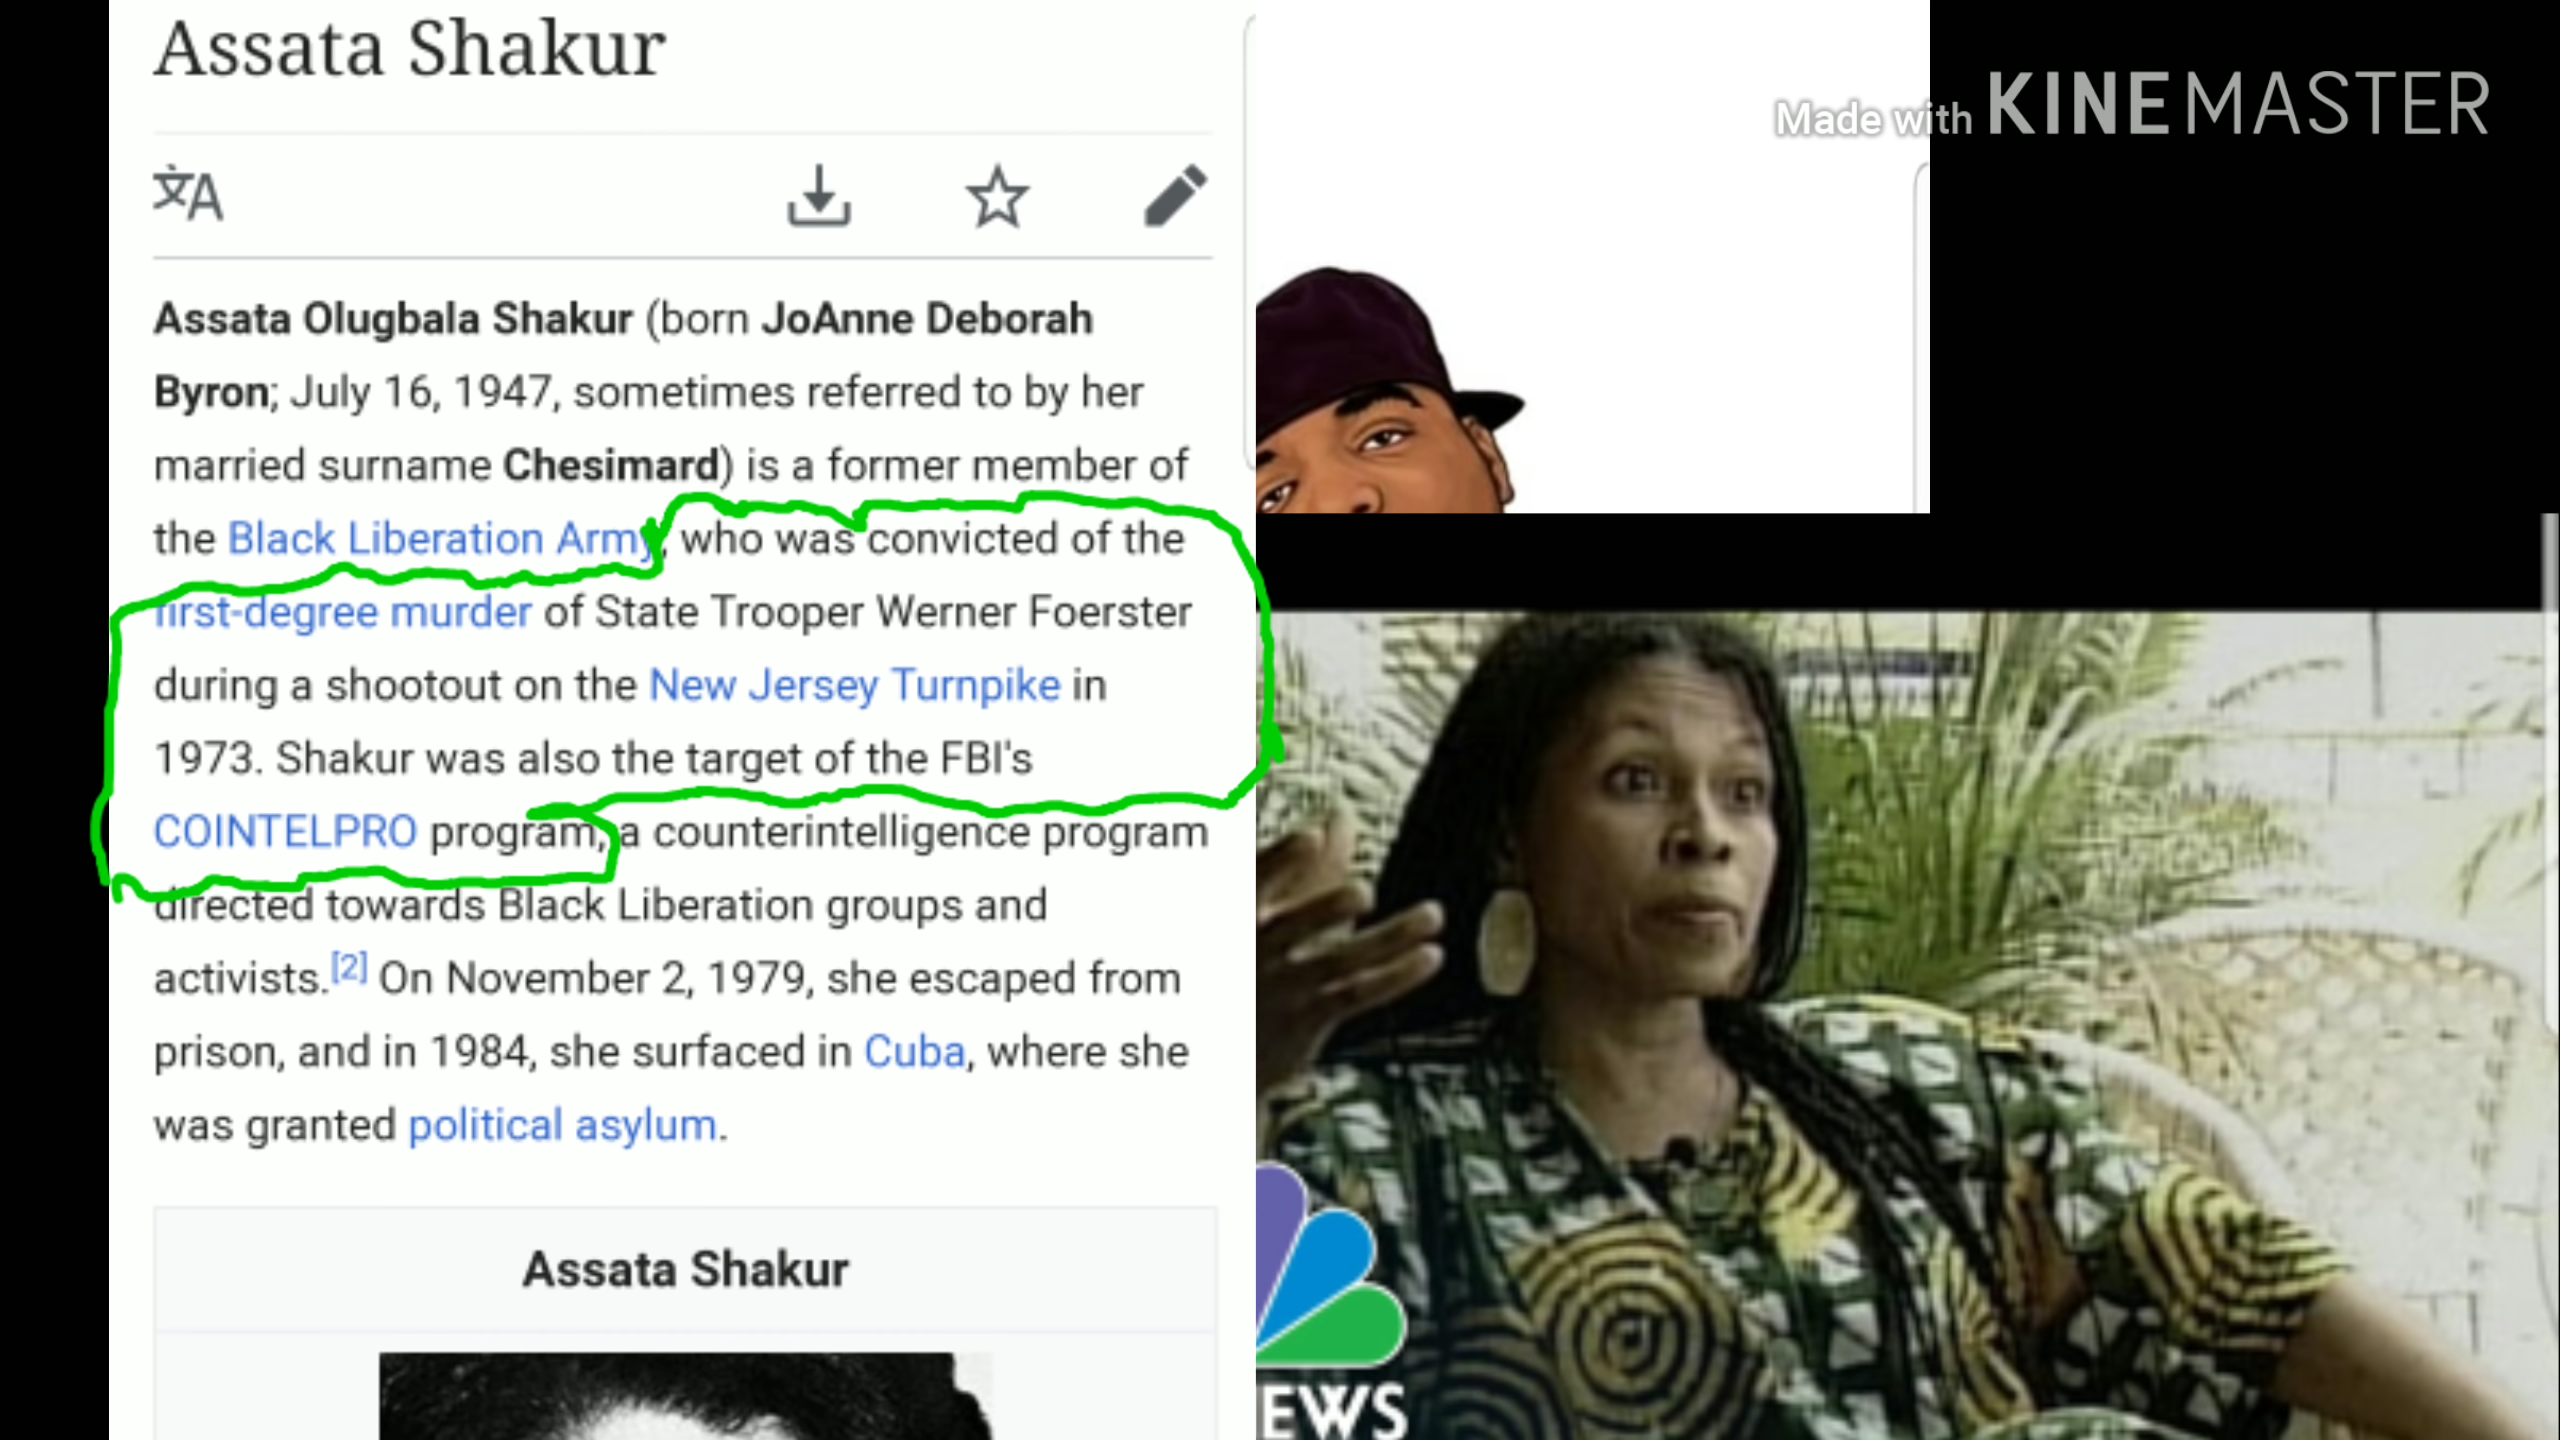 Assata Shakur
Made with KINEMASTER
Assata Olugbala Shakur (born JoAnne Deborah
Byron; July 16, 1947, sometimes referred to by her
married surname Chesimard) is a former member of
the Black Liberation Army, who was convicted of the
first-degree murder of State Trooper Werner Foerster
during a shootout on the New Jersey Turnpike in
1973. Shakur was also the target of the FBI's
COINTELPRO program, a counterintelligence program
directed towards Black Liberation groups and
activists.[2] On November 2, 1979, she escaped from
prison, and in 1984, she surfaced in Cuba, where she
was granted political asylum.
Assata Shakur
EWS